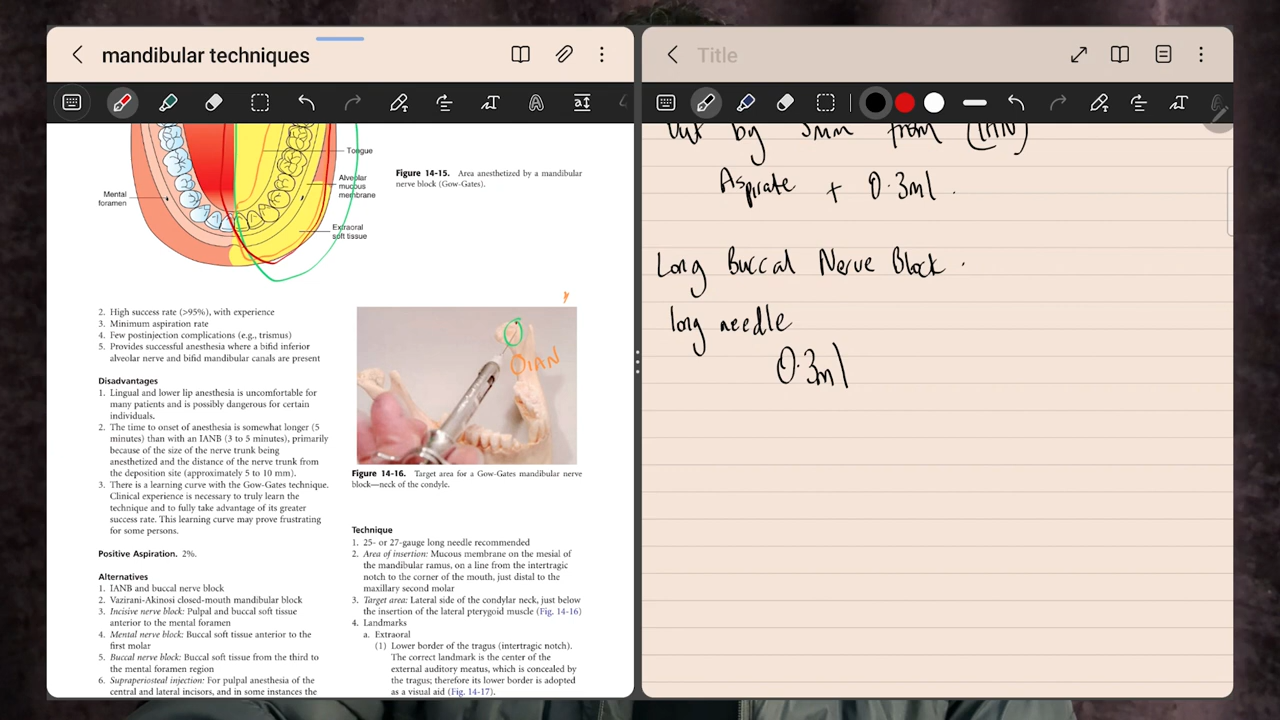 mandibular techniques
Title
Tongue
Alveolar
mucous
membrane
Mental
foramen
Extraoral
soft tissue
Figure 14-15. Area anesthetized by a mandibular
nerve block (Gow-Gates).
2. High success rate (>95%), with experience
3. Minimum aspiration rate
4. Few postinjection complications (e.g., trismus)
5. Provides successful anesthesia where a bifid inferior
alveolar nerve and bifid mandibular canals are present
Disadvantages
1. Lingual and lower lip anesthesia is uncomfortable for
many patients and is possibly dangerous for certain
individuals.
2. The time to onset of anesthesia is somewhat longer (5
minutes) than with an IANB (3 to 5 minutes), primarily
because of the size of the nerve trunk being
anesthetized and the distance of the nerve trunk from
the deposition site (approximately 5 to 10 mm).
3. There is a learning curve with the Gow-Gates technique.
Clinical experience is necessary to truly learn the
technique and to fully take advantage of its greater
success rate. This learning curve may prove frustrating
for some persons.
Positive Aspiration. 2%.
Alternatives
1. IANB and buccal nerve block
2. Vazirani-Akinosi closed-mouth mandibular block
3. Incisive nerve block: Pulpal and buccal soft tissue
anterior to the mental foramen
4. Mental nerve block: Buccal soft tissue anterior to the
first molar
5. Buccal nerve block: Buccal soft tissue from the third to
the mental foramen region
6. Supraperiosteal injection: For pulpal anesthesia of the
central and lateral incisors, and in some instances the
IAN
Figure 14-16. Target area for a Gow-Gates mandibular nerve
block—neck of the condyle.
Technique
1. 25- or 27-gauge long needle recommended
2. Area of insertion: Mucous membrane on the mesial of
the mandibular ramus, on a line from the intertragic
notch to the corner of the mouth, just distal to the
maxillary second molar
3. Target area: Lateral side of the condylar neck, just below
the insertion of the lateral pterygoid muscle (Fig. 14-16)
4. Landmarks
a. Extraoral
(1) Lower border of the tragus (intertragic notch).
The correct landmark is the center of the
external auditory meatus, which is concealed by
the tragus; therefore its lower border is adopted
as a visual aid (Fig. 14-17).
by 5mm from (IAN)
Aspirate + 0.3ml.
Long Buccal Nerve Block.
long needle
0.3ml